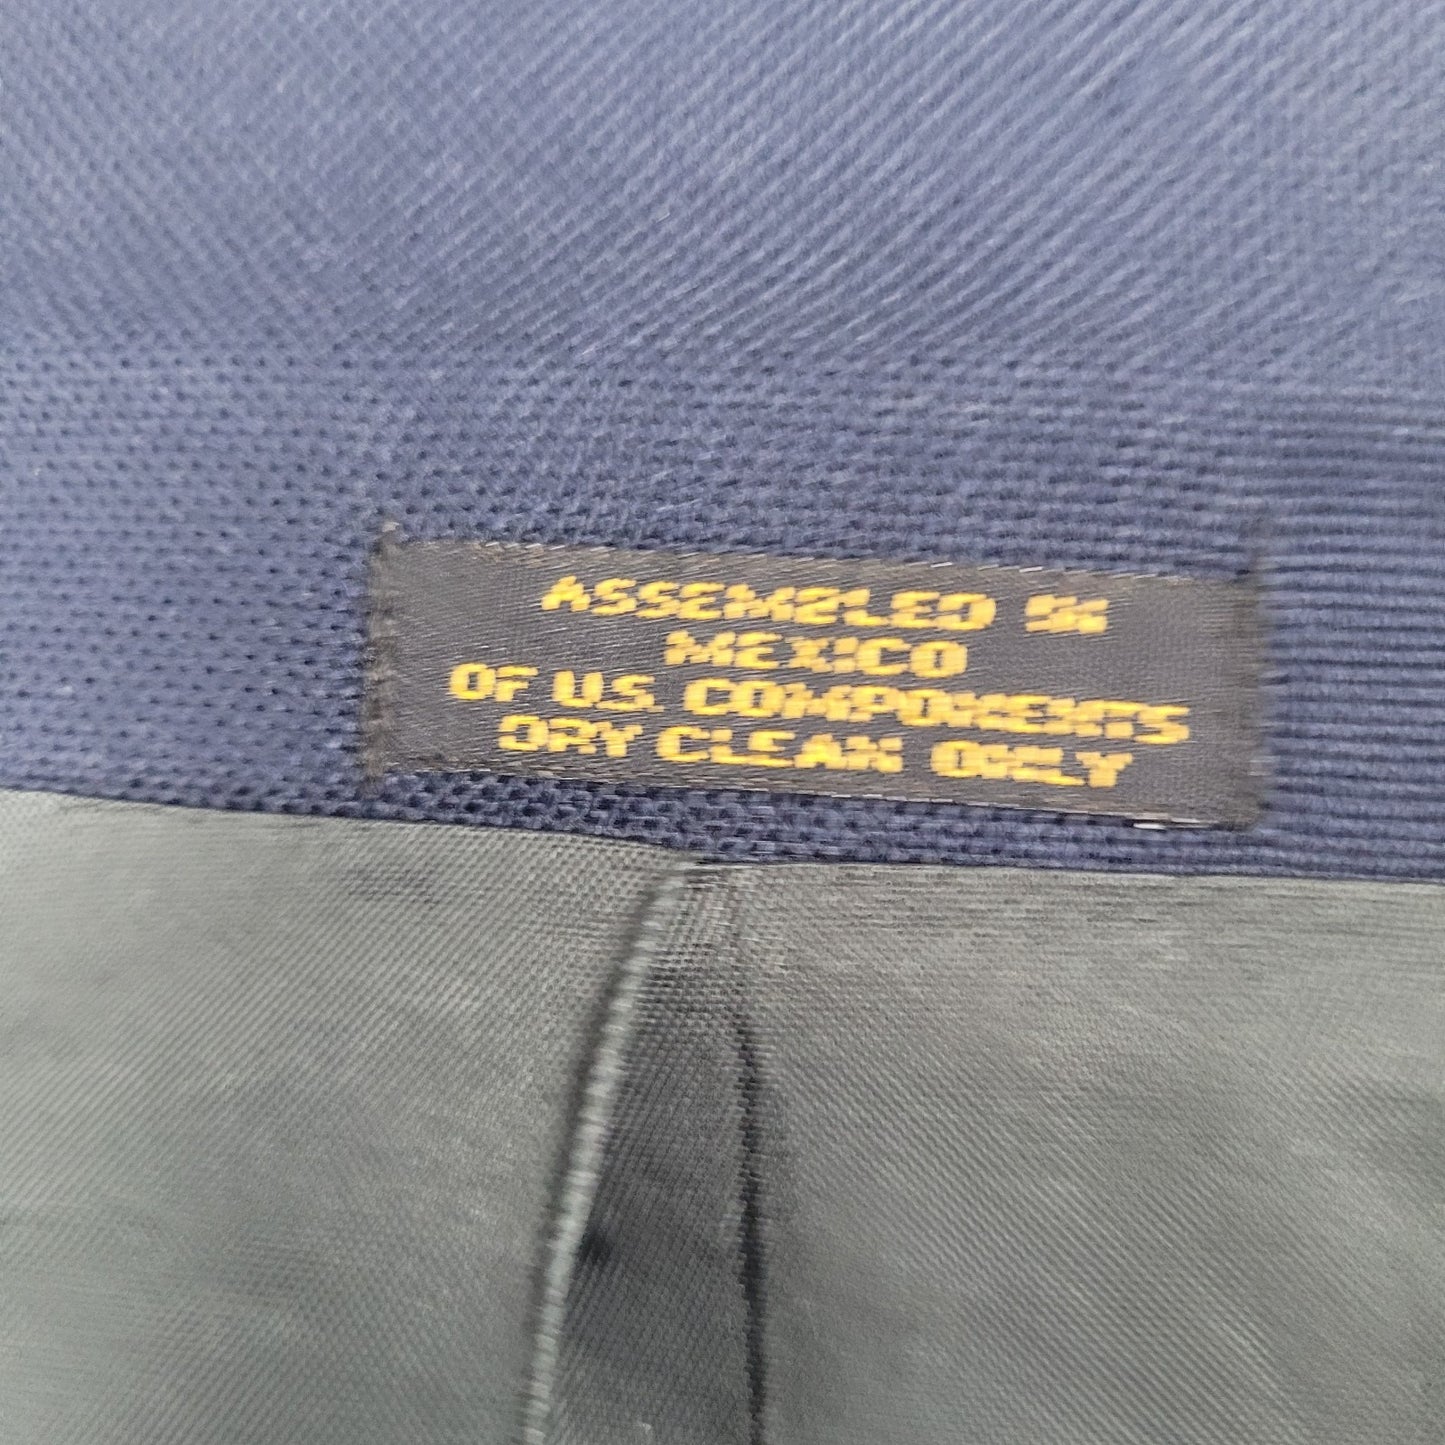 ASSEMBLED IN
MEXICO
OF U.S. COMPONENTS
DRY CLEAN ONLY